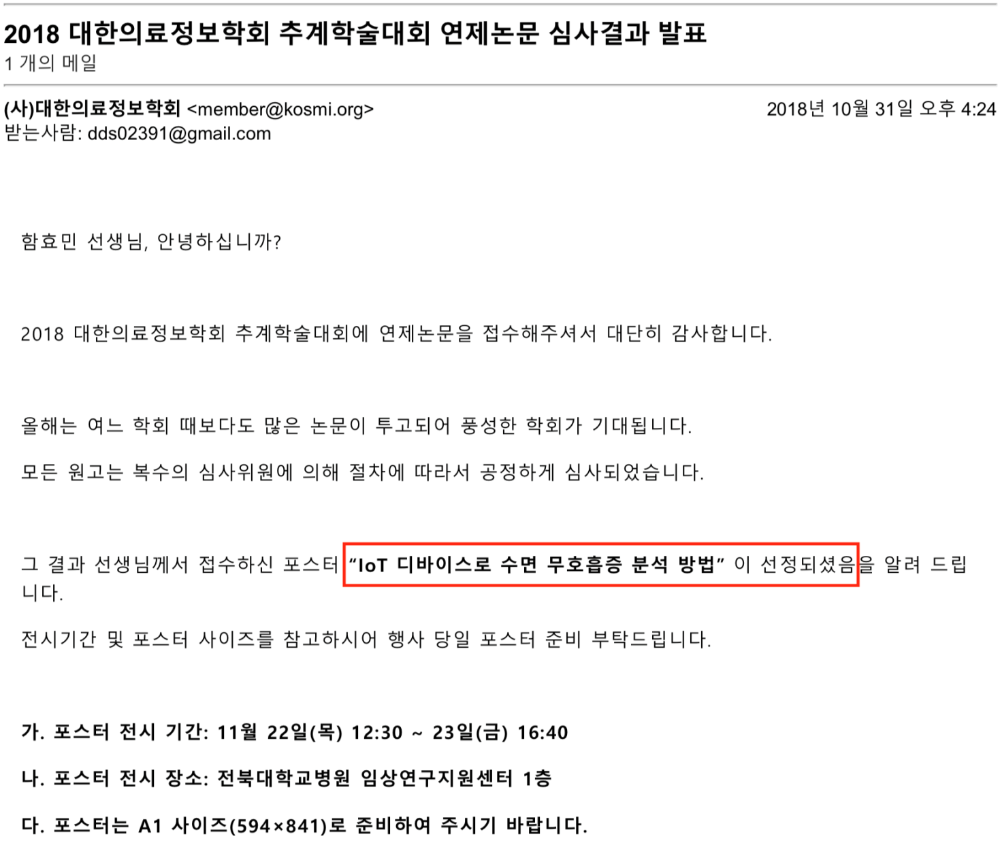 2018 대한의료정보학회 추계학술대회 연제논문 심사결과 발표
1 개의 메일
(사)대한의료정보학회 <member@kosmi.org> 2018년 10월 31일 오후 4:24
받는사람: dds02391@gmail.com
함효민 선생님, 안녕하십니까?
2018 대한의료정보학회 추계학술대회에 연제논문을 접수해주셔서 대단히 감사합니다.
올해는 여느 학회 때보다도 많은 논문이 투고되어 풍성한 학회가 기대됩니다.
모든 원고는 복수의 심사위원에 의해 절차에 따라서 공정하게 심사되었습니다.
그 결과 선생님께서 접수하신 포스터 “IoT 디바이스로 수면 무호흡증 분석 방법” 이 선정되셨음을 알려 드립
니다.
전시기간 및 포스터 사이즈를 참고하시어 행사 당일 포스터 준비 부탁드립니다.
가. 포스터 전시 기간: 11월 22일(목) 12:30 ~ 23일(금) 16:40
나. 포스터 전시 장소: 전북대학교병원 임상연구지원센터 1층
다. 포스터는 A1 사이즈(594×841)로 준비하여 주시기 바랍니다.